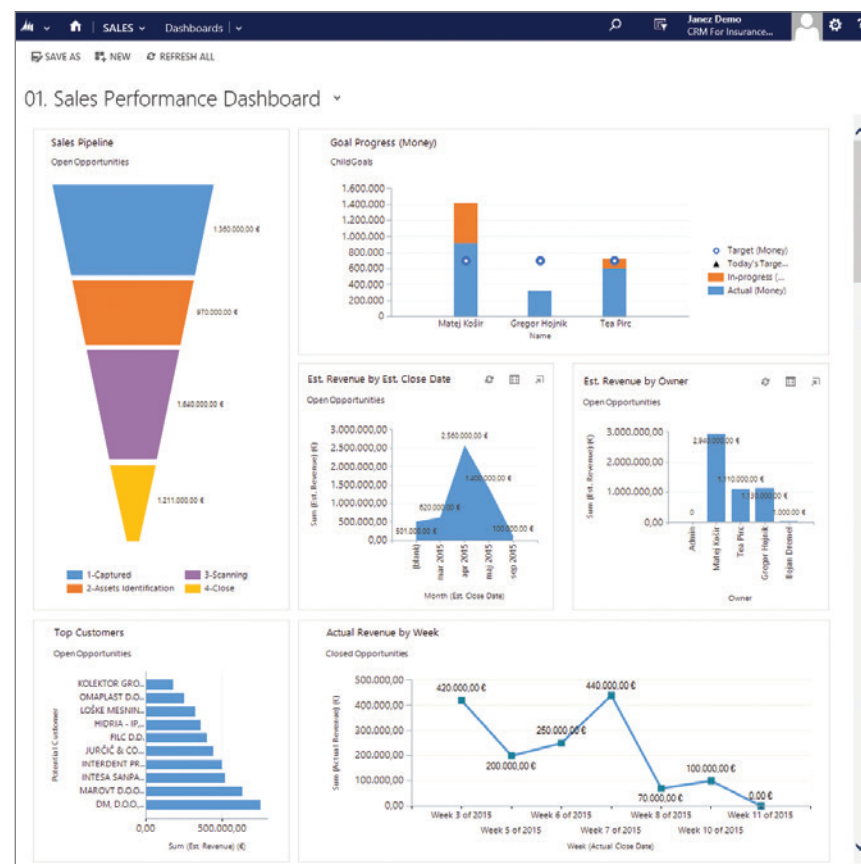 SALES Dashboards
Janez Demo
CRM For Insurance...
SAVE AS NEW REFRESH ALL
01. Sales Performance Dashboard
Sales Pipeline
Open Opportunities
1.360.000,00 €
970.000,00 €
1.640.000,00 €
1.211.000,00 €
1-Captured 3-Scanning
2-Assets Identification 4-Close
Goal Progress (Money)
ChildGoals
1.600.000
1.400.000
1.200.000
1.000.000
800.000
600.000
400.000
200.000
0
Matej Košir Gregor Hojnik Tea Pirc
Name
Target (Money)
Today's Targe...
In-progress (...
Actual (Money)
Est. Revenue by Est. Close Date
Open Opportunities
Sum (Est. Revenue) (€)
3.000.000,00
2.500.000,00
2.000.000,00
1.500.000,00
1.000.000,00
500.000,00
0,00
2.560.000,00 €
1.400.000,00 €
620.000,00 €
501.000,00 €
100.000,00 €
(blank) mar 2015 apr 2015 maj 2015 sep 2015
Month (Est. Close Date)
Est. Revenue by Owner
Open Opportunities
Sum (Est. Revenue) (€)
3.000.000,00
2.000.000,00
1.000.000,00
0,00
2.940.000,00 €
1.110.000,00 €
1.130.000,00 €
1.000,00 €
0
Admin Matej Košir Tea Pirc Gregor Hojnik Bojan Dremel
Owner
Top Customers
Open Opportunities
Potential Customer
KOLEKTOR GRO...
OMAPLAST D.O...
LOŠKE MESNIN...
HIDRIA - IP,...
FILC D.D.
JURČIČ & CO...
INTERDENT PR...
INTESA SANPA...
MAROVT D.O.O...
DM, D.O.O,...
0,00 500.000,00
Sum (Est. Revenue) (€)
Actual Revenue by Week
Closed Opportunities
Sum (Actual Revenue) (€)
500.000,00
400.000,00
300.000,00
200.000,00
100.000,00
0,00
420.000,00 €
200.000,00 €
250.000,00 €
440.000,00 €
70.000,00 €
100.000,00 €
0,00 €
Week 3 of 2015 Week 6 of 2015 Week 8 of 2015 Week 11 of 2015
Week 5 of 2015 Week 7 of 2015 Week 10 of 2015
Week (Actual Close Date)